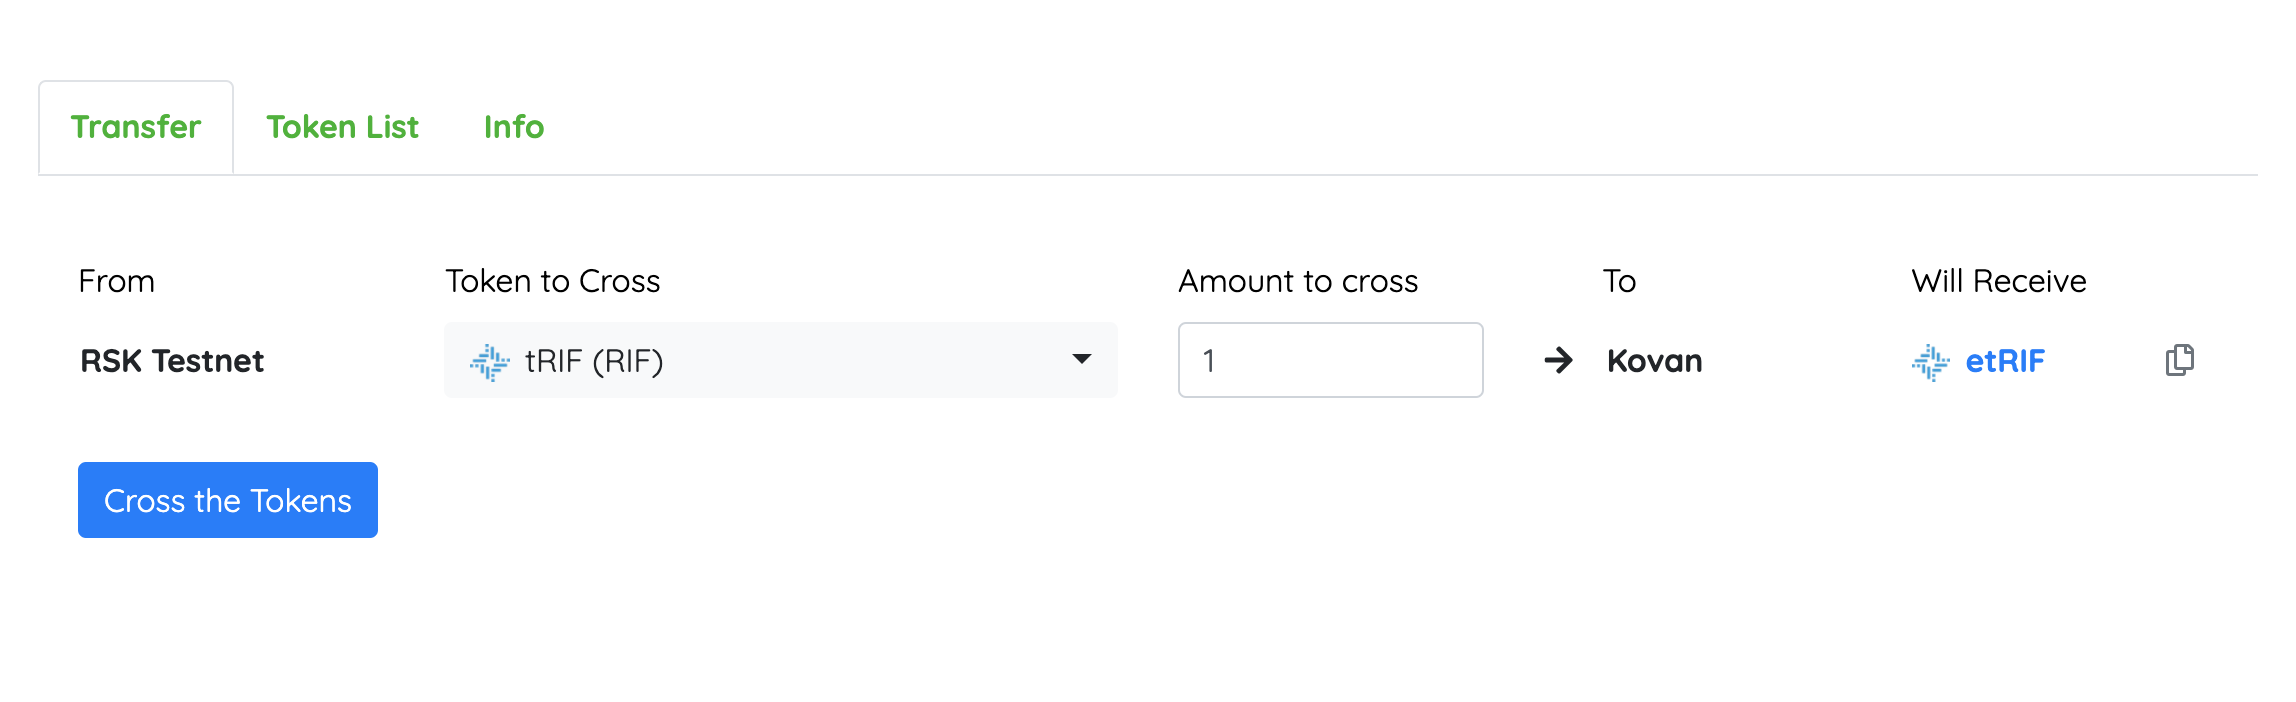 Transfer Token List Info
From Token to Cross Amount to cross To Will Receive
RSK Testnet tRIF (RIF) 1 Kovan etRIF
Cross the Tokens